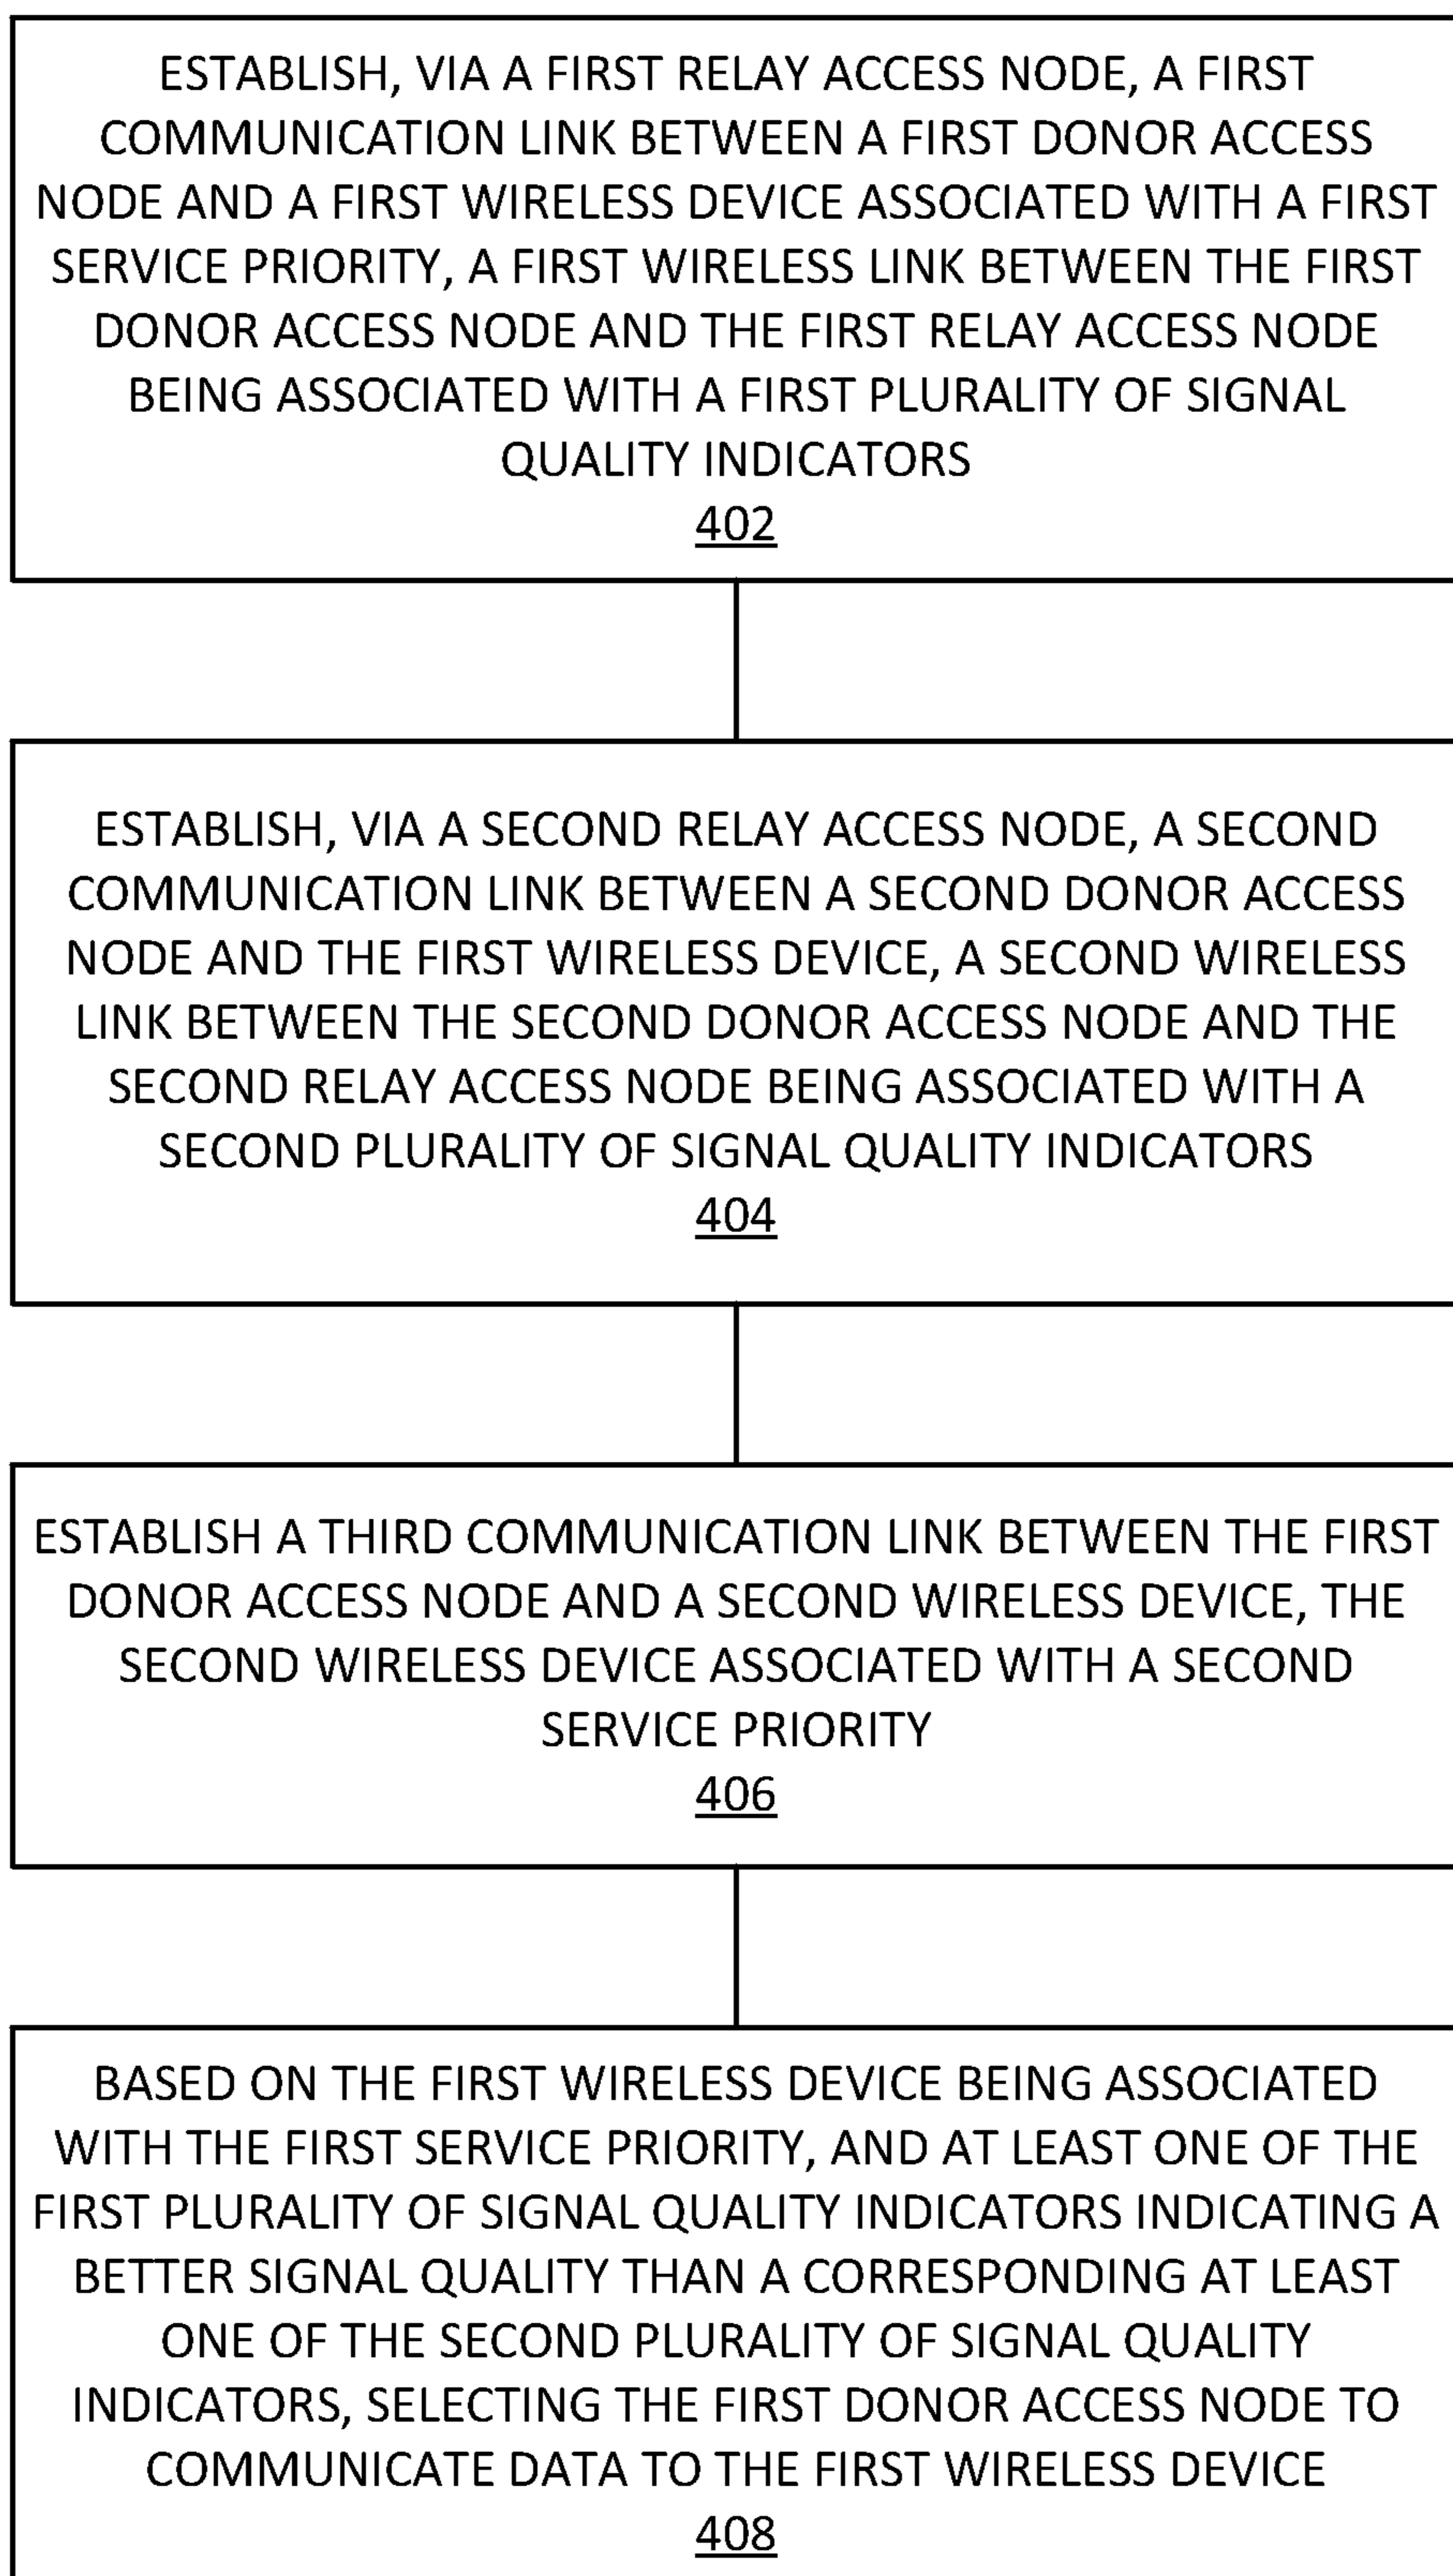 ESTABLISH, VIA A FIRST RELAY ACCESS NODE, A FIRST
COMMUNICATION LINK BETWEEN A FIRST DONOR ACCESS
NODE AND A FIRST WIRELESS DEVICE ASSOCIATED WITH A FIRST
SERVICE PRIORITY, A FIRST WIRELESS LINK BETWEEN THE FIRST
DONOR ACCESS NODE AND THE FIRST RELAY ACCESS NODE
BEING ASSOCIATED WITH A FIRST PLURALITY OF SIGNAL
QUALITY INDICATORS
402
ESTABLISH, VIA A SECOND RELAY ACCESS NODE, A SECOND
COMMUNICATION LINK BETWEEN A SECOND DONOR ACCESS
NODE AND THE FIRST WIRELESS DEVICE, A SECOND WIRELESS
LINK BETWEEN THE SECOND DONOR ACCESS NODE AND THE
SECOND RELAY ACCESS NODE BEING ASSOCIATED WITH A
SECOND PLURALITY OF SIGNAL QUALITY INDICATORS
404
ESTABLISH A THIRD COMMUNICATION LINK BETWEEN THE FIRST
DONOR ACCESS NODE AND A SECOND WIRELESS DEVICE, THE
SECOND WIRELESS DEVICE ASSOCIATED WITH A SECOND
SERVICE PRIORITY
406
BASED ON THE FIRST WIRELESS DEVICE BEING ASSOCIATED
WITH THE FIRST SERVICE PRIORITY, AND AT LEAST ONE OF THE
FIRST PLURALITY OF SIGNAL QUALITY INDICATORS INDICATING A
BETTER SIGNAL QUALITY THAN A CORRESPONDING AT LEAST
ONE OF THE SECOND PLURALITY OF SIGNAL QUALITY
INDICATORS, SELECTING THE FIRST DONOR ACCESS NODE TO
COMMUNICATE DATA TO THE FIRST WIRELESS DEVICE
408